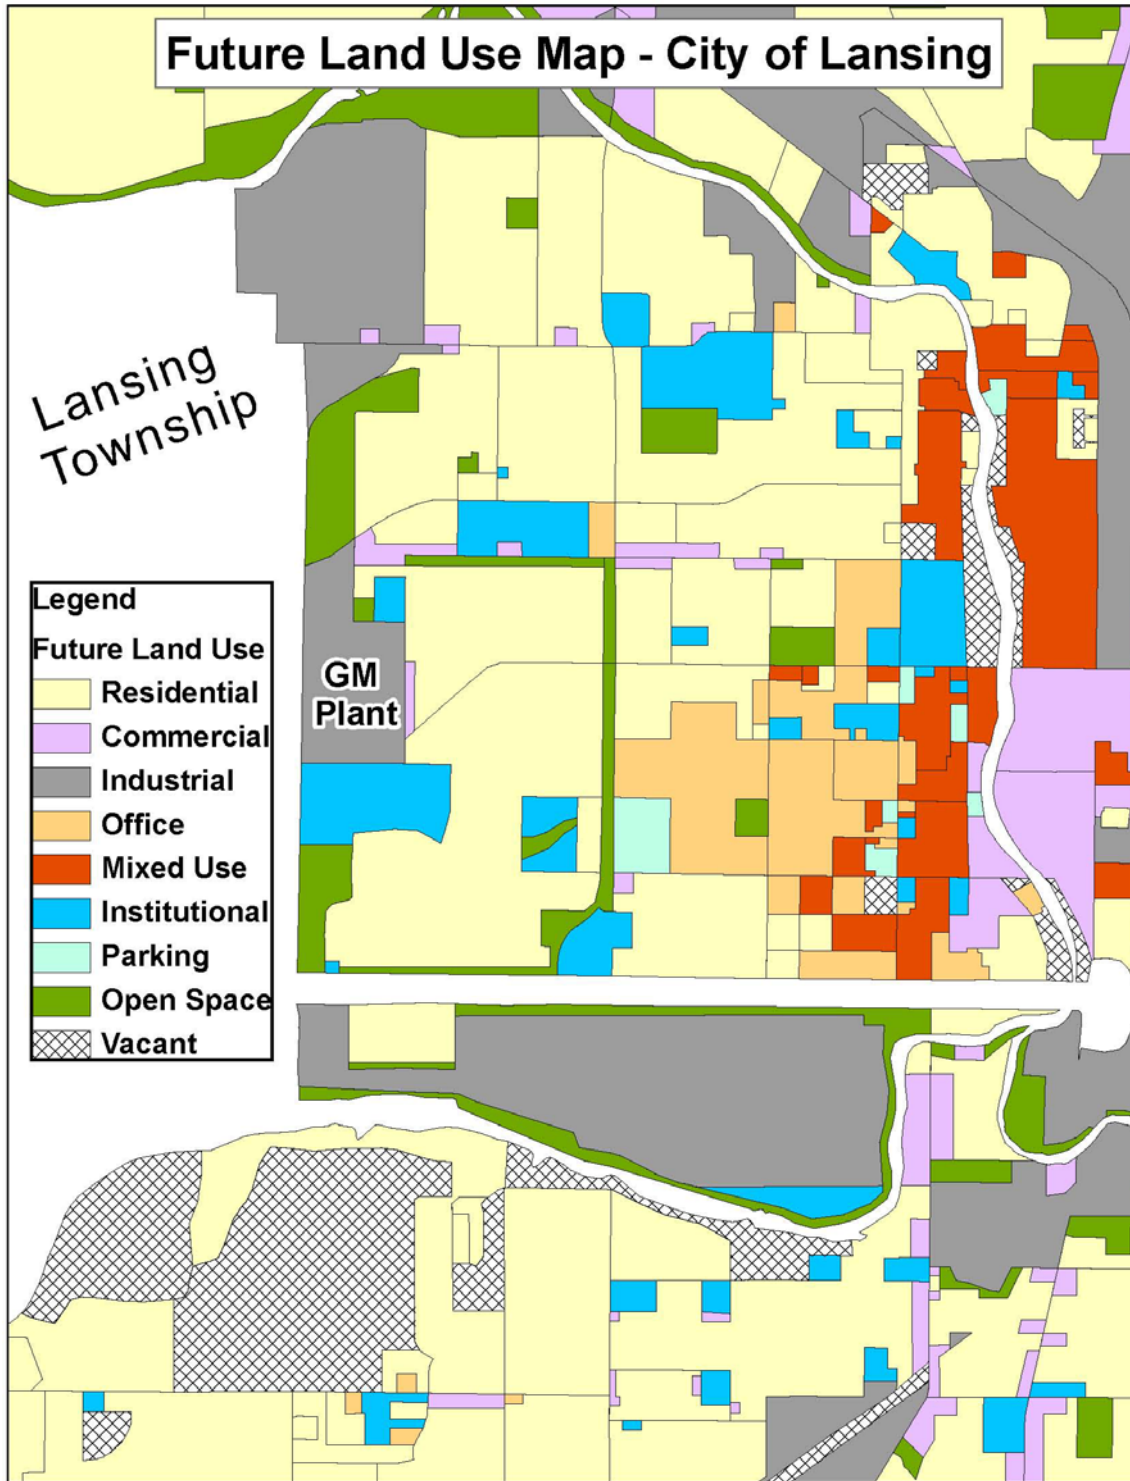 Future Land Use Map - City of Lansing
Lansing
Township
Legend
Future Land Use
Residential
Commercial
Industrial
Office
Mixed Use
Institutional
Parking
Open Space
Vacant
GM
Plant